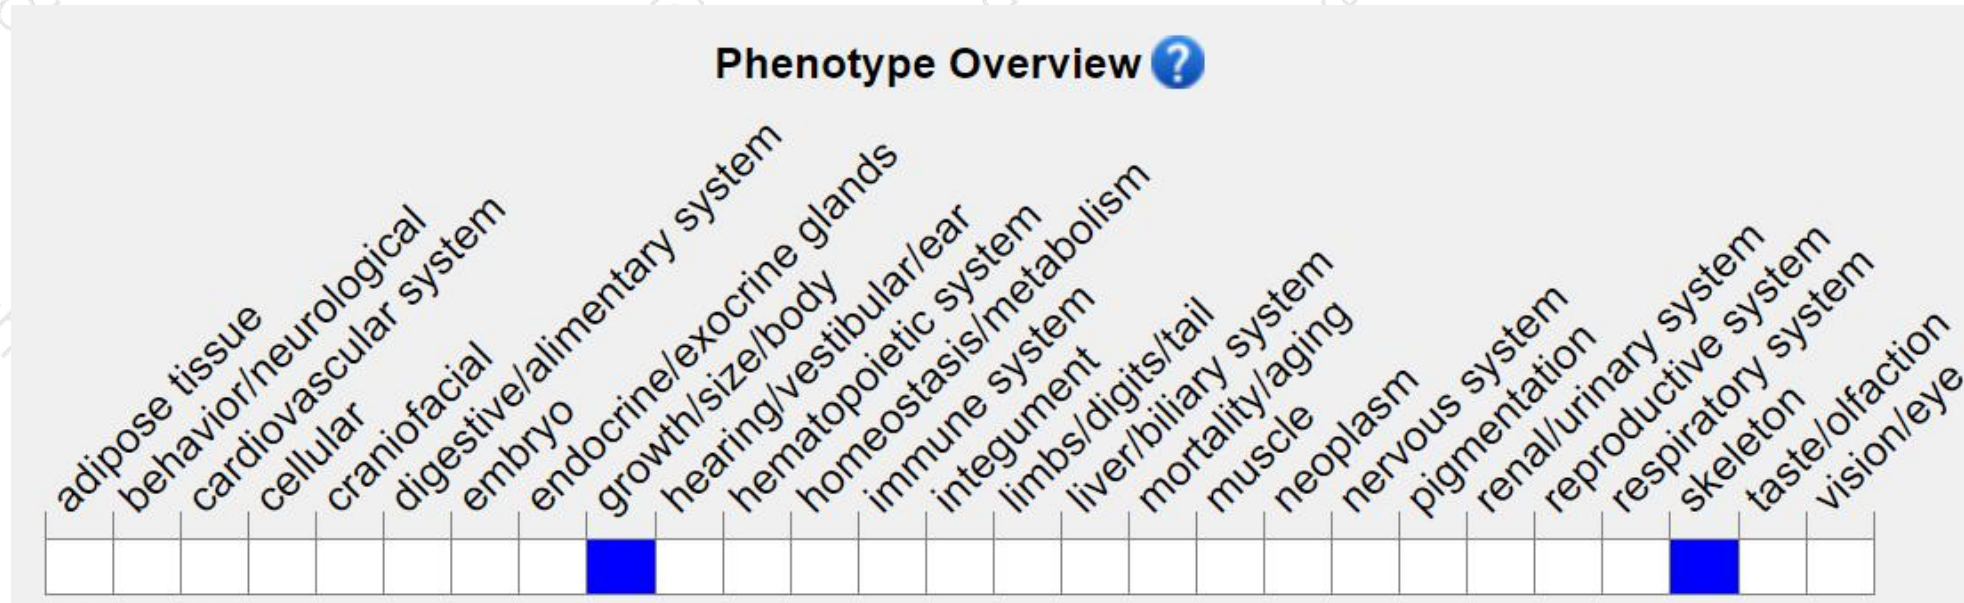 Phenotype Overview ?
adipose tissue
behavior/neurological
cardiovascular system
cellular
craniofacial
digestive/alimentary system
embryo
endocrine/exocrine glands
growth/size/body
hearing/vestibular/ear
hematopoietic system
homeostasis/metabolism
immune system
integument
limbs/digits/tail
liver/biliary system
mortality/aging
muscle
neoplasm
nervous system
pigmentation
renal/urinary system
reproductive system
respiratory system
skeleton
taste/olfaction
vision/eye